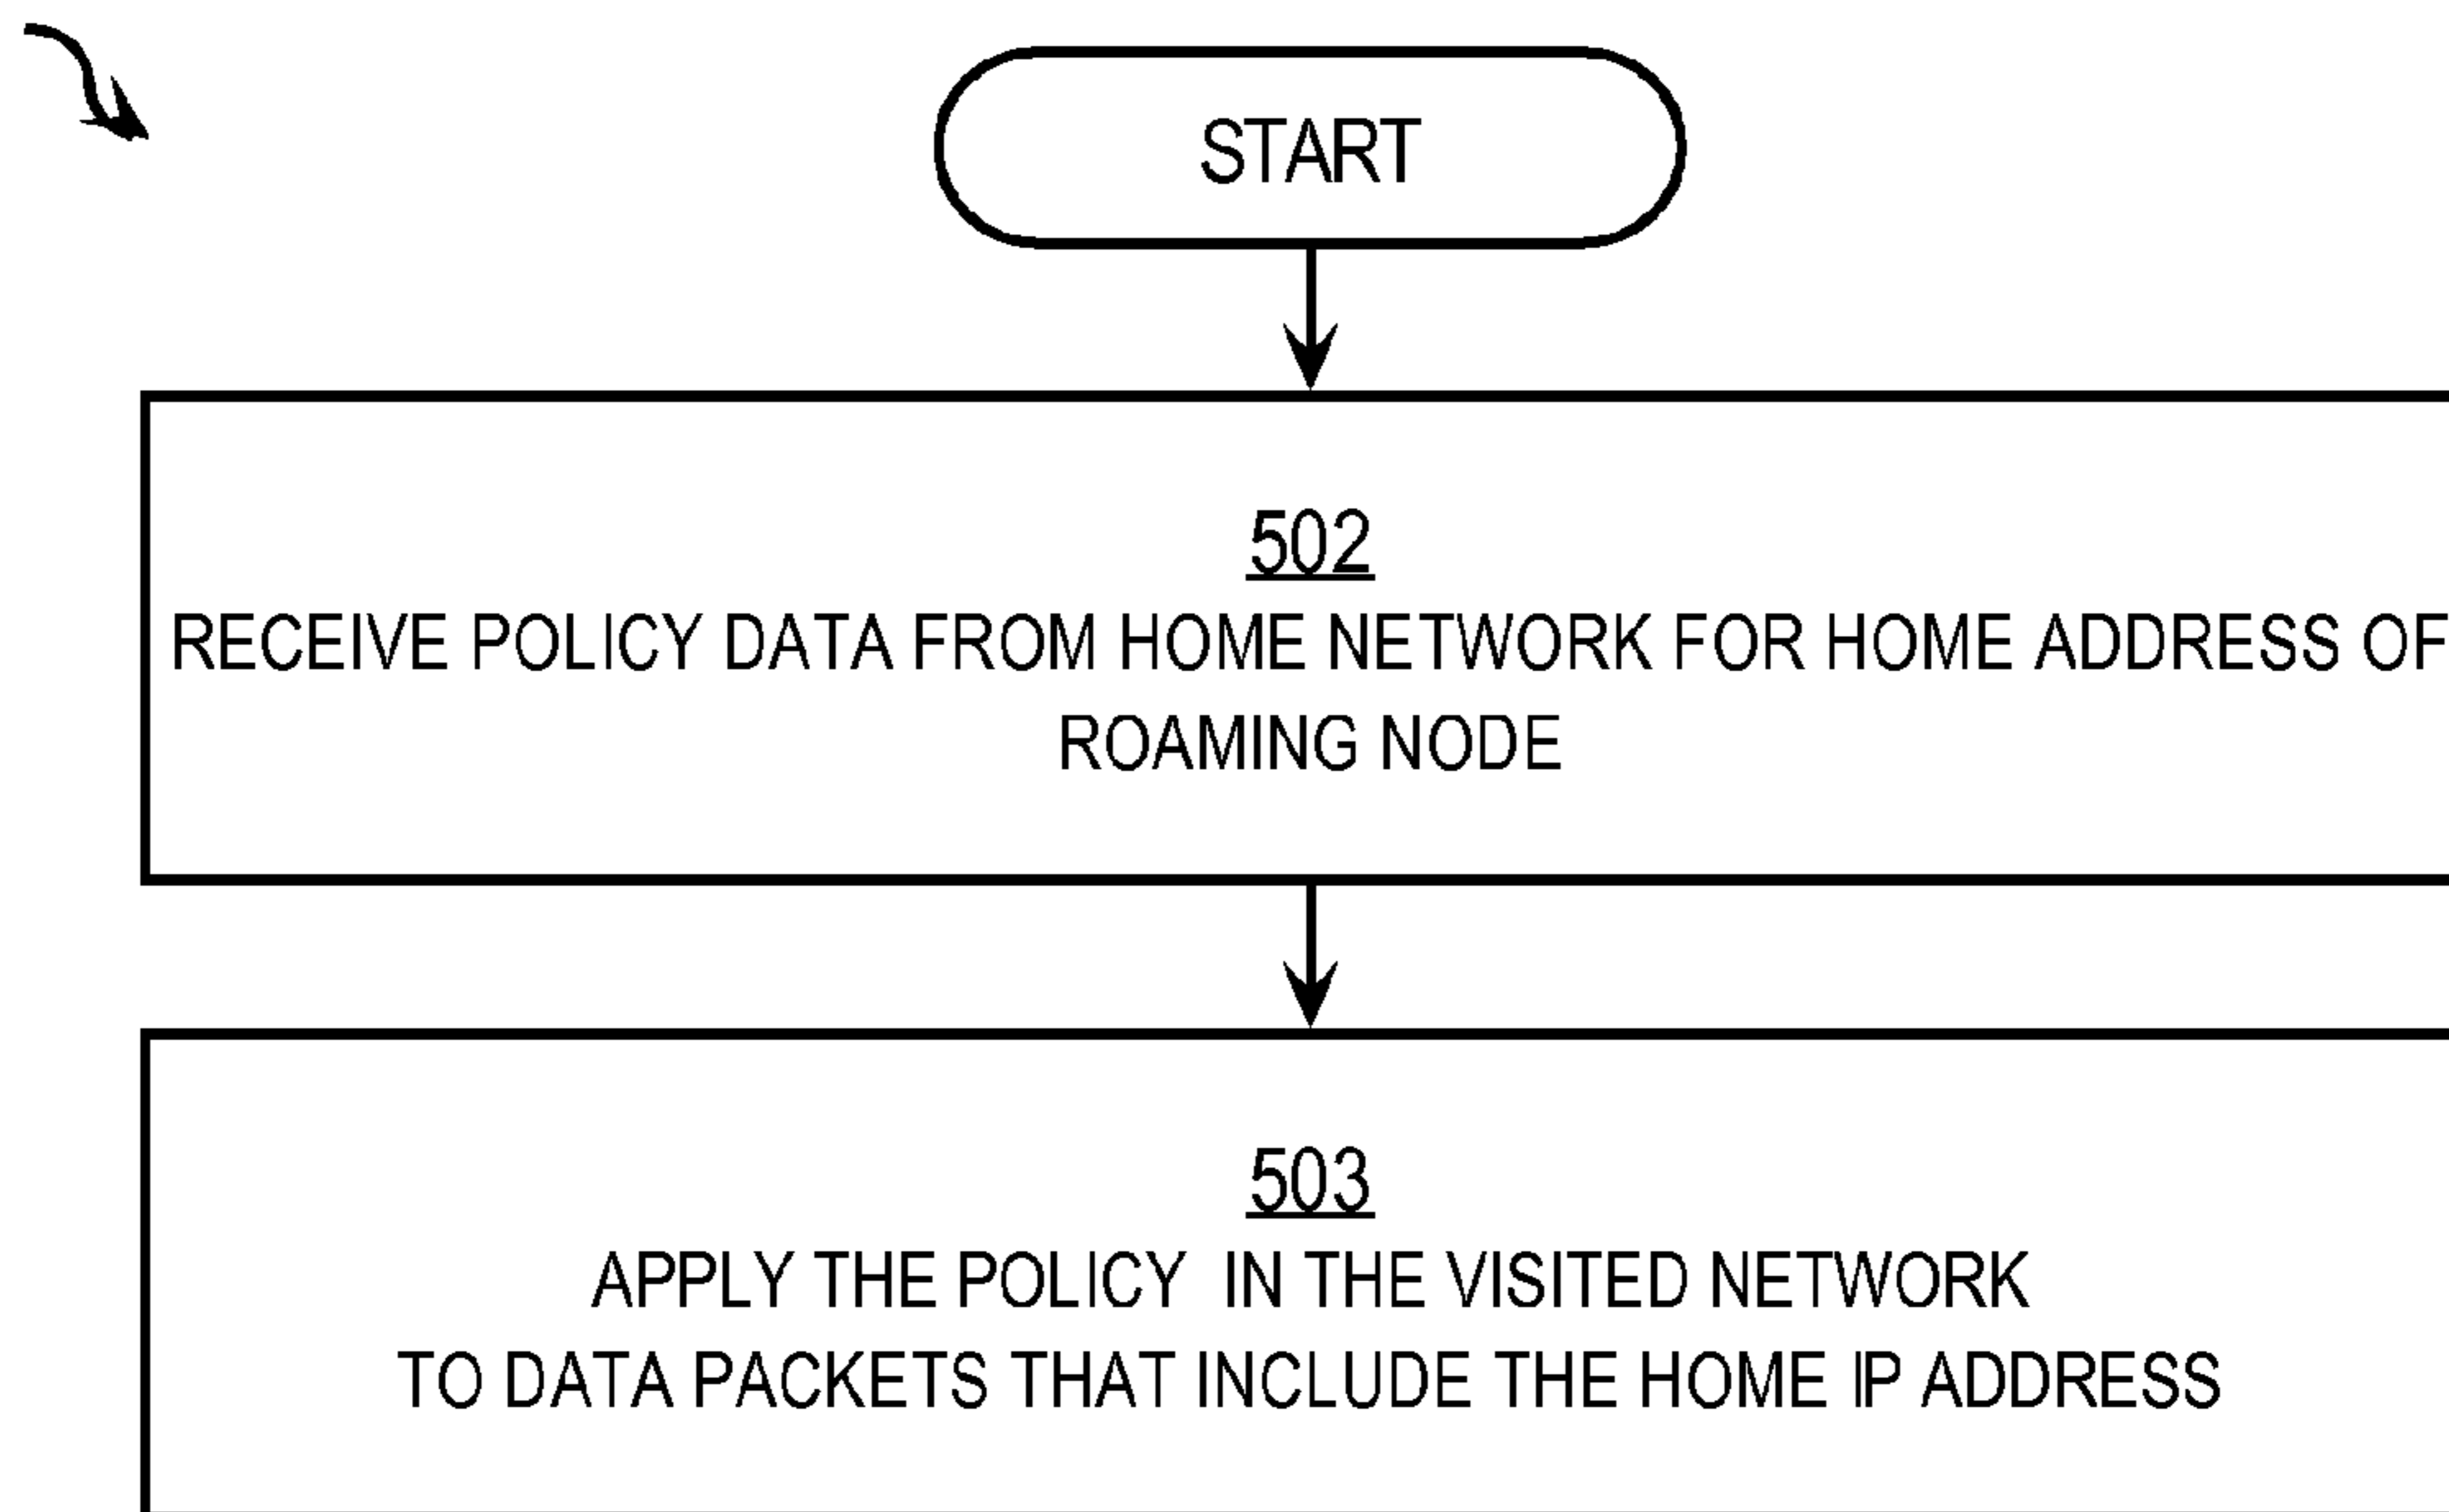 START
502
RECEIVE POLICY DATA FROM HOME NETWORK FOR HOME ADDRESS OF
ROAMING NODE
503
APPLY THE POLICY IN THE VISITED NETWORK
TO DATA PACKETS THAT INCLUDE THE HOME IP ADDRESS